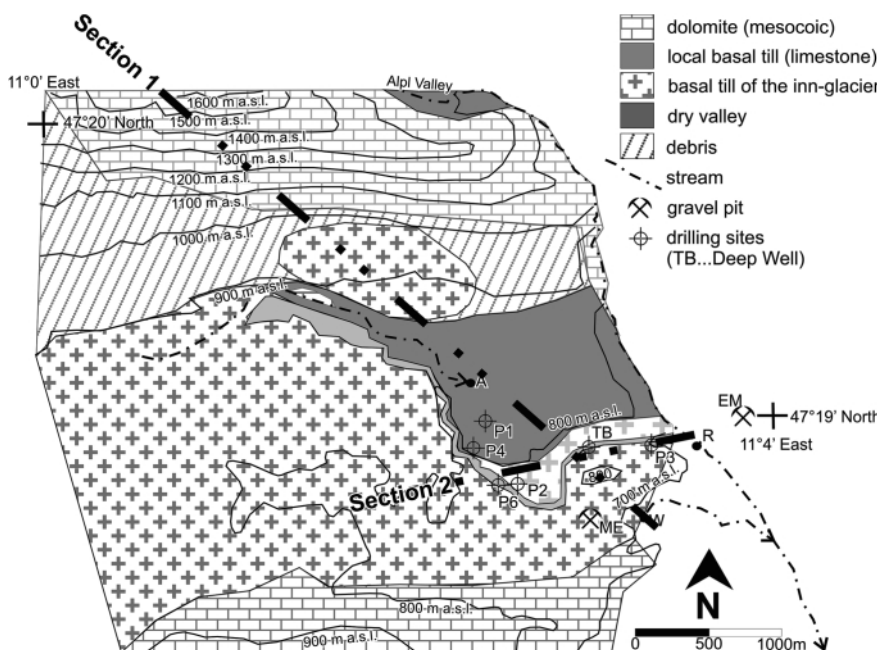 Section 1
11°0' East
47°20' North
Alpl Valley
1600 m a.s.l.
1500 m a.s.l.
1400 m a.s.l.
1300 m a.s.l.
1200 m a.s.l.
1100 m a.s.l.
1000 m a.s.l.
900 m a.s.l.
dolomite (mesocoic)
local basal till (limestone)
basal till of the inn-glacier
dry valley
debris
stream
gravel pit
drilling sites
(TB...Deep Well)
A
800 m a.s.l.
EM
47°19' North
11°4' East
P1
P4
TB
P3
R
Section 2
P6
P2
800
700 m a.s.l.
ME
W
800 m a.s.l.
900 m a.s.l.
N
0
500
1000m